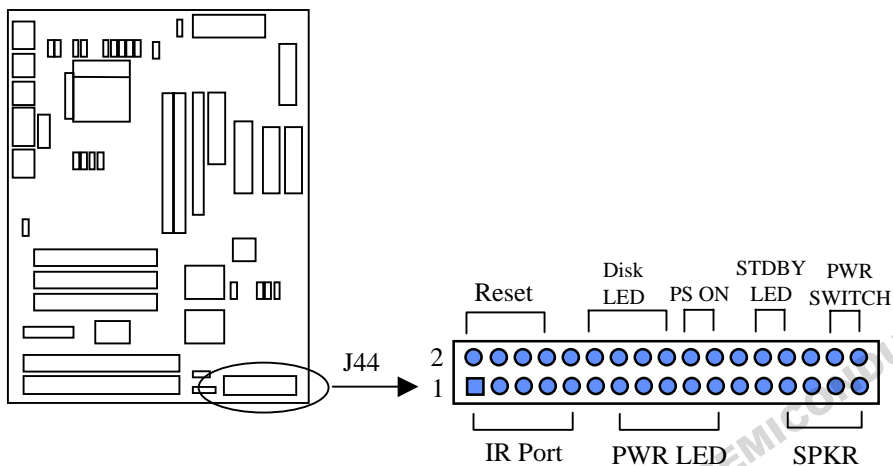 Disk
LED
STDBY
LED
PWR
SWITCH
Reset
PS ON
J44
2
1
IR Port
PWR LED
SPKR